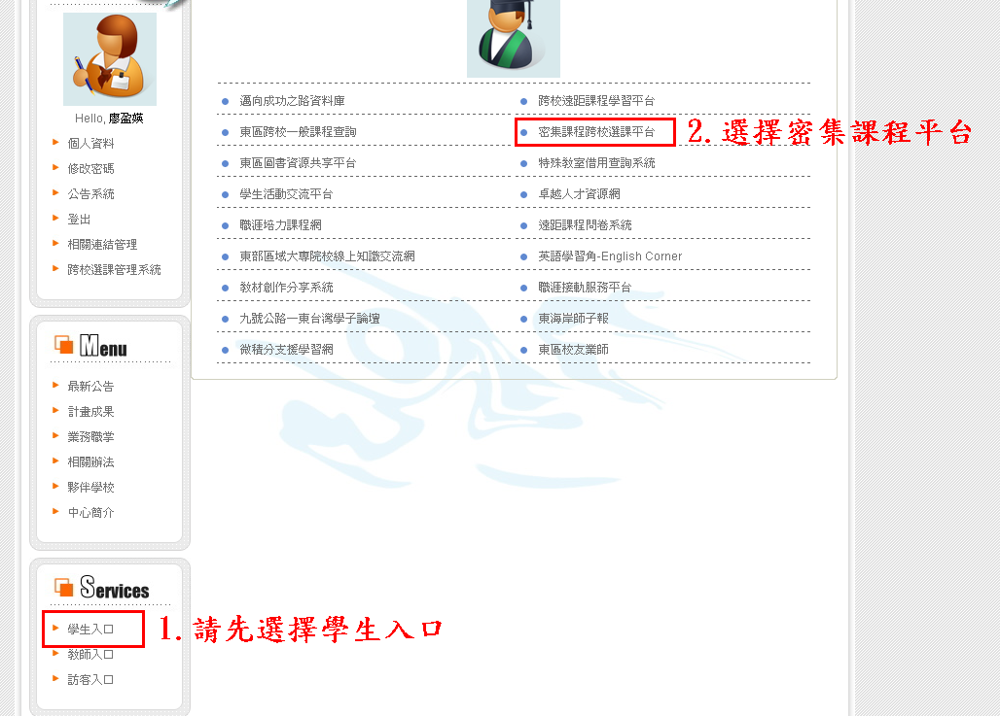 Hello, 廖盈媖
個人資料
修改密碼
公告系統
登出
相關連結管理
跨校選課管理系統
Menu
最新公告
計畫成果
業務職掌
相關辦法
夥伴學校
中心簡介
Services
學生入口
教師入口
訪客入口
1.請先選擇學生入口
邁向成功之路資料庫
跨校遠距課程學習平台
東區跨校一般課程查詢
密集課程跨校選課平台
2.選擇密集課程平台
東區圖書資源共享平台
特殊教室借用查詢系統
學生活動交流平台
卓越人才資源網
職涯培力課程網
遠距課程問卷系統
東部區域大專院校線上知識交流網
英語學習角-English Corner
教材創作分享系統
職涯接軌服務平台
九號公路一東台灣學子論壇
東海岸師子報
微積分支援學習網
東區校友業師